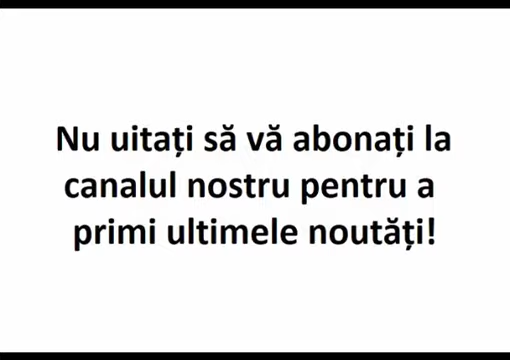 Nu uitați să vă abonați la
canalul nostru pentru a
primi ultimele noutăți!